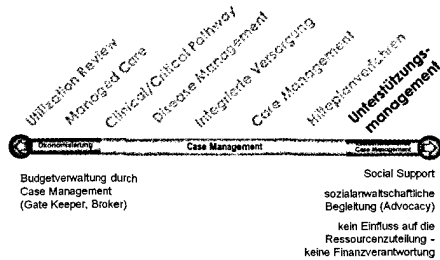 Utilization Review
Managed Care
Clinical/Critical Pathway
Disease Management
Integrierte Versorgung
Care Management
Hilfeplanverfahren
Unterstützungs-
management
Ökonomisierung
Case Management
Case Management
Budgetverwaltung durch
Case Management
(Gate Keeper, Broker)
Social Support
sozialanwaltschaftliche
Begleitung (Advocacy)
kein Einfluss auf die
Ressourcenzuteilung -
keine Finanzverantwortung